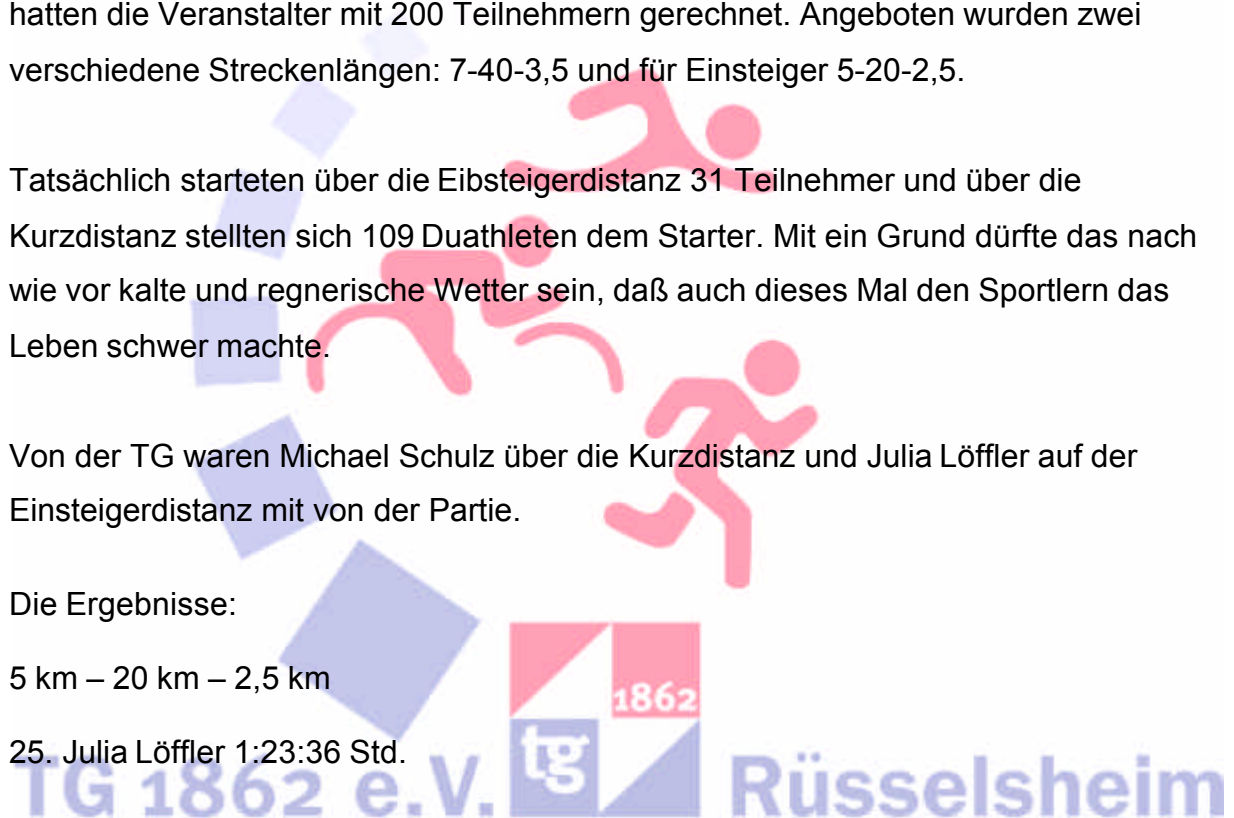 hatten die Veranstalter mit 200 Teilnehmern gerechnet. Angeboten wurden zwei
verschiedene Streckenlängen: 7-40-3,5 und für Einsteiger 5-20-2,5.
Tatsächlich starteten über die Eibsteigerdistanz 31 Teilnehmer und über die
Kurzdistanz stellten sich 109 Duathleten dem Starter. Mit ein Grund dürfte das nach
wie vor kalte und regnerische Wetter sein, daß auch dieses Mal den Sportlern das
Leben schwer machte.
Von der TG waren Michael Schulz über die Kurzdistanz und Julia Löffler auf der
Einsteigerdistanz mit von der Partie.
Die Ergebnisse:
5 km – 20 km – 2,5 km
25. Julia Löffler 1:23:36 Std.
1862
tg
TG 1862 e.V. Rüsselsheim